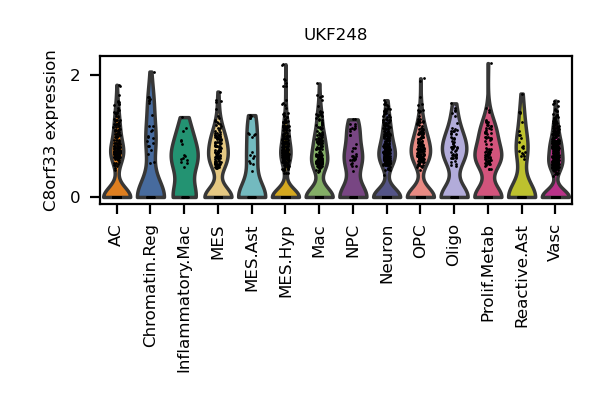 UKF248
C8orf33 expression
2
0
AC
Chromatin.Reg
Inflammatory.Mac
MES
MES.Ast
MES.Hyp
Mac
NPC
Neuron
OPC
Oligo
Prolif.Metab
Reactive.Ast
Vasc